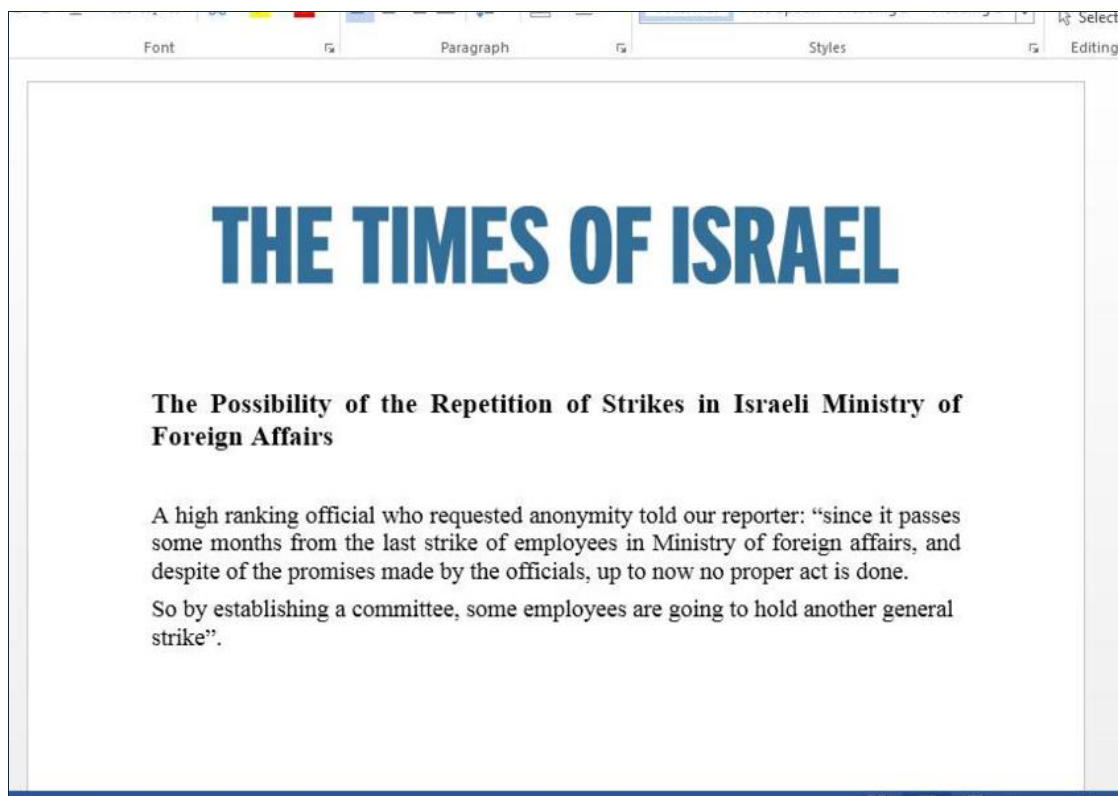 Select
Font Paragraph Styles Editing
THE TIMES OF ISRAEL
The Possibility of the Repetition of Strikes in Israeli Ministry of
Foreign Affairs
A high ranking official who requested anonymity told our reporter: “since it passes
some months from the last strike of employees in Ministry of foreign affairs, and
despite of the promises made by the officials, up to now no proper act is done.
So by establishing a committee, some employees are going to hold another general
strike”.